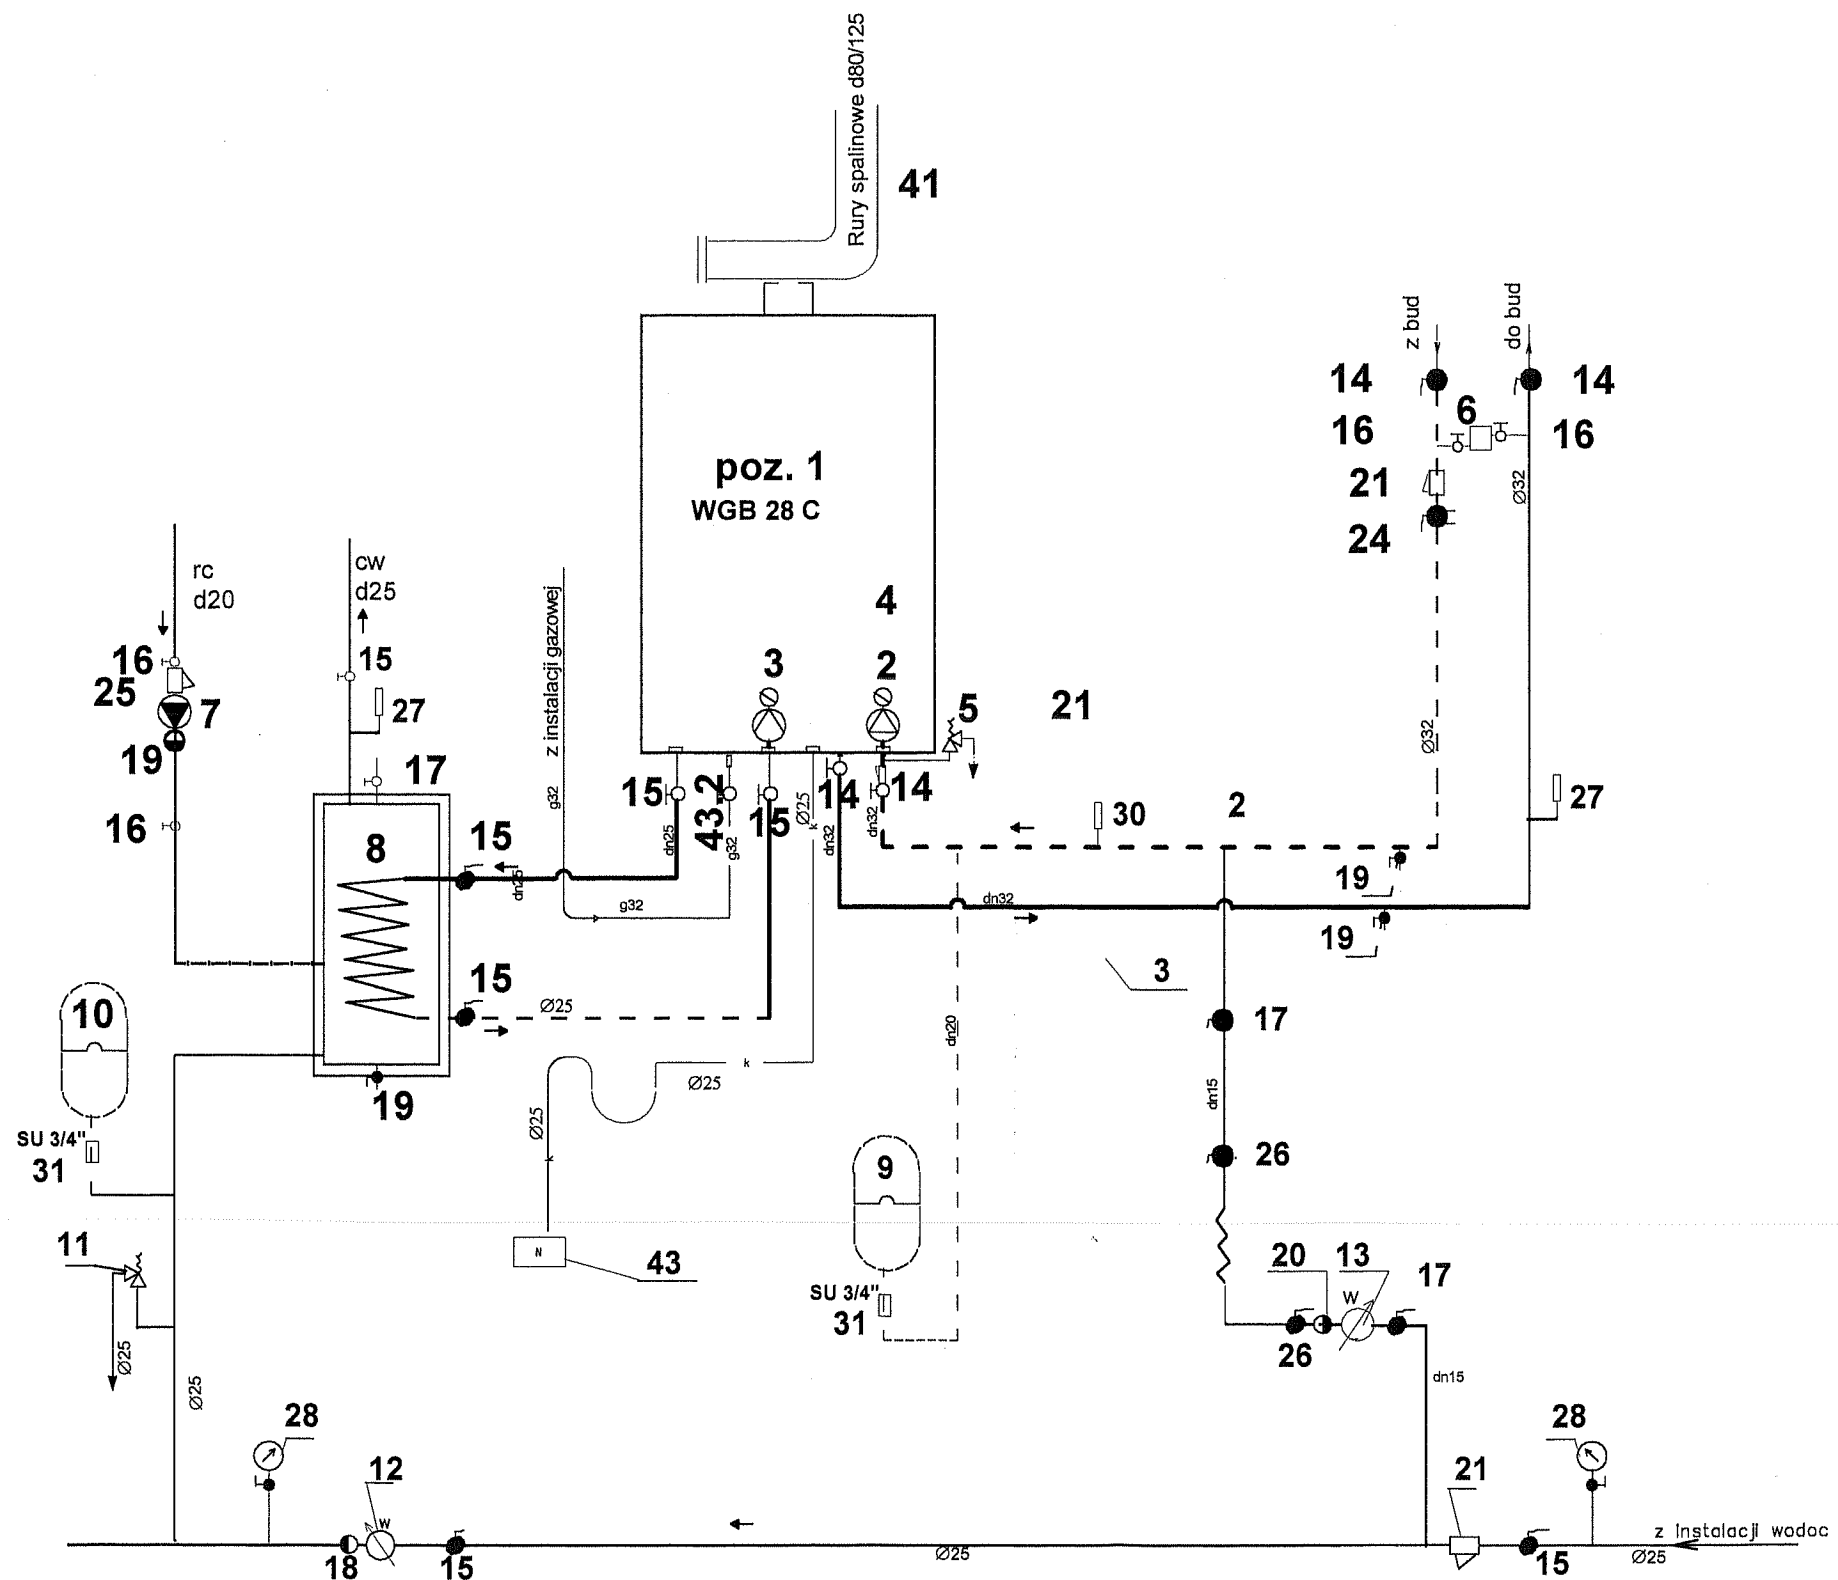 Rury spalinowe d80/125
41
z bud
do bud
14
14
6
16
16
poz. 1
WGB 28 C
21
Ø32
24
rc
d20
cw
d25
z instalacji gazowej
4
16
15
3
2
25
27
7
5
21
Ø32
19
17
15
43.2
15
Ø25
14
14
g32
k
27
16
dn25
g32
dn32
dn32
30
2
8
15
19
dn25
g32
dn32
19
3
10
15
Ø25
17
dn20
k
Ø25
19
dn15
Ø25
SU 3/4"
31
k
26
9
11
N
43
20
13
17
SU 3/4"
31
W
26
Ø25
Ø25
dn15
28
28
12
21
W
z instalacji wodoc
18
15
Ø25
15
Ø25